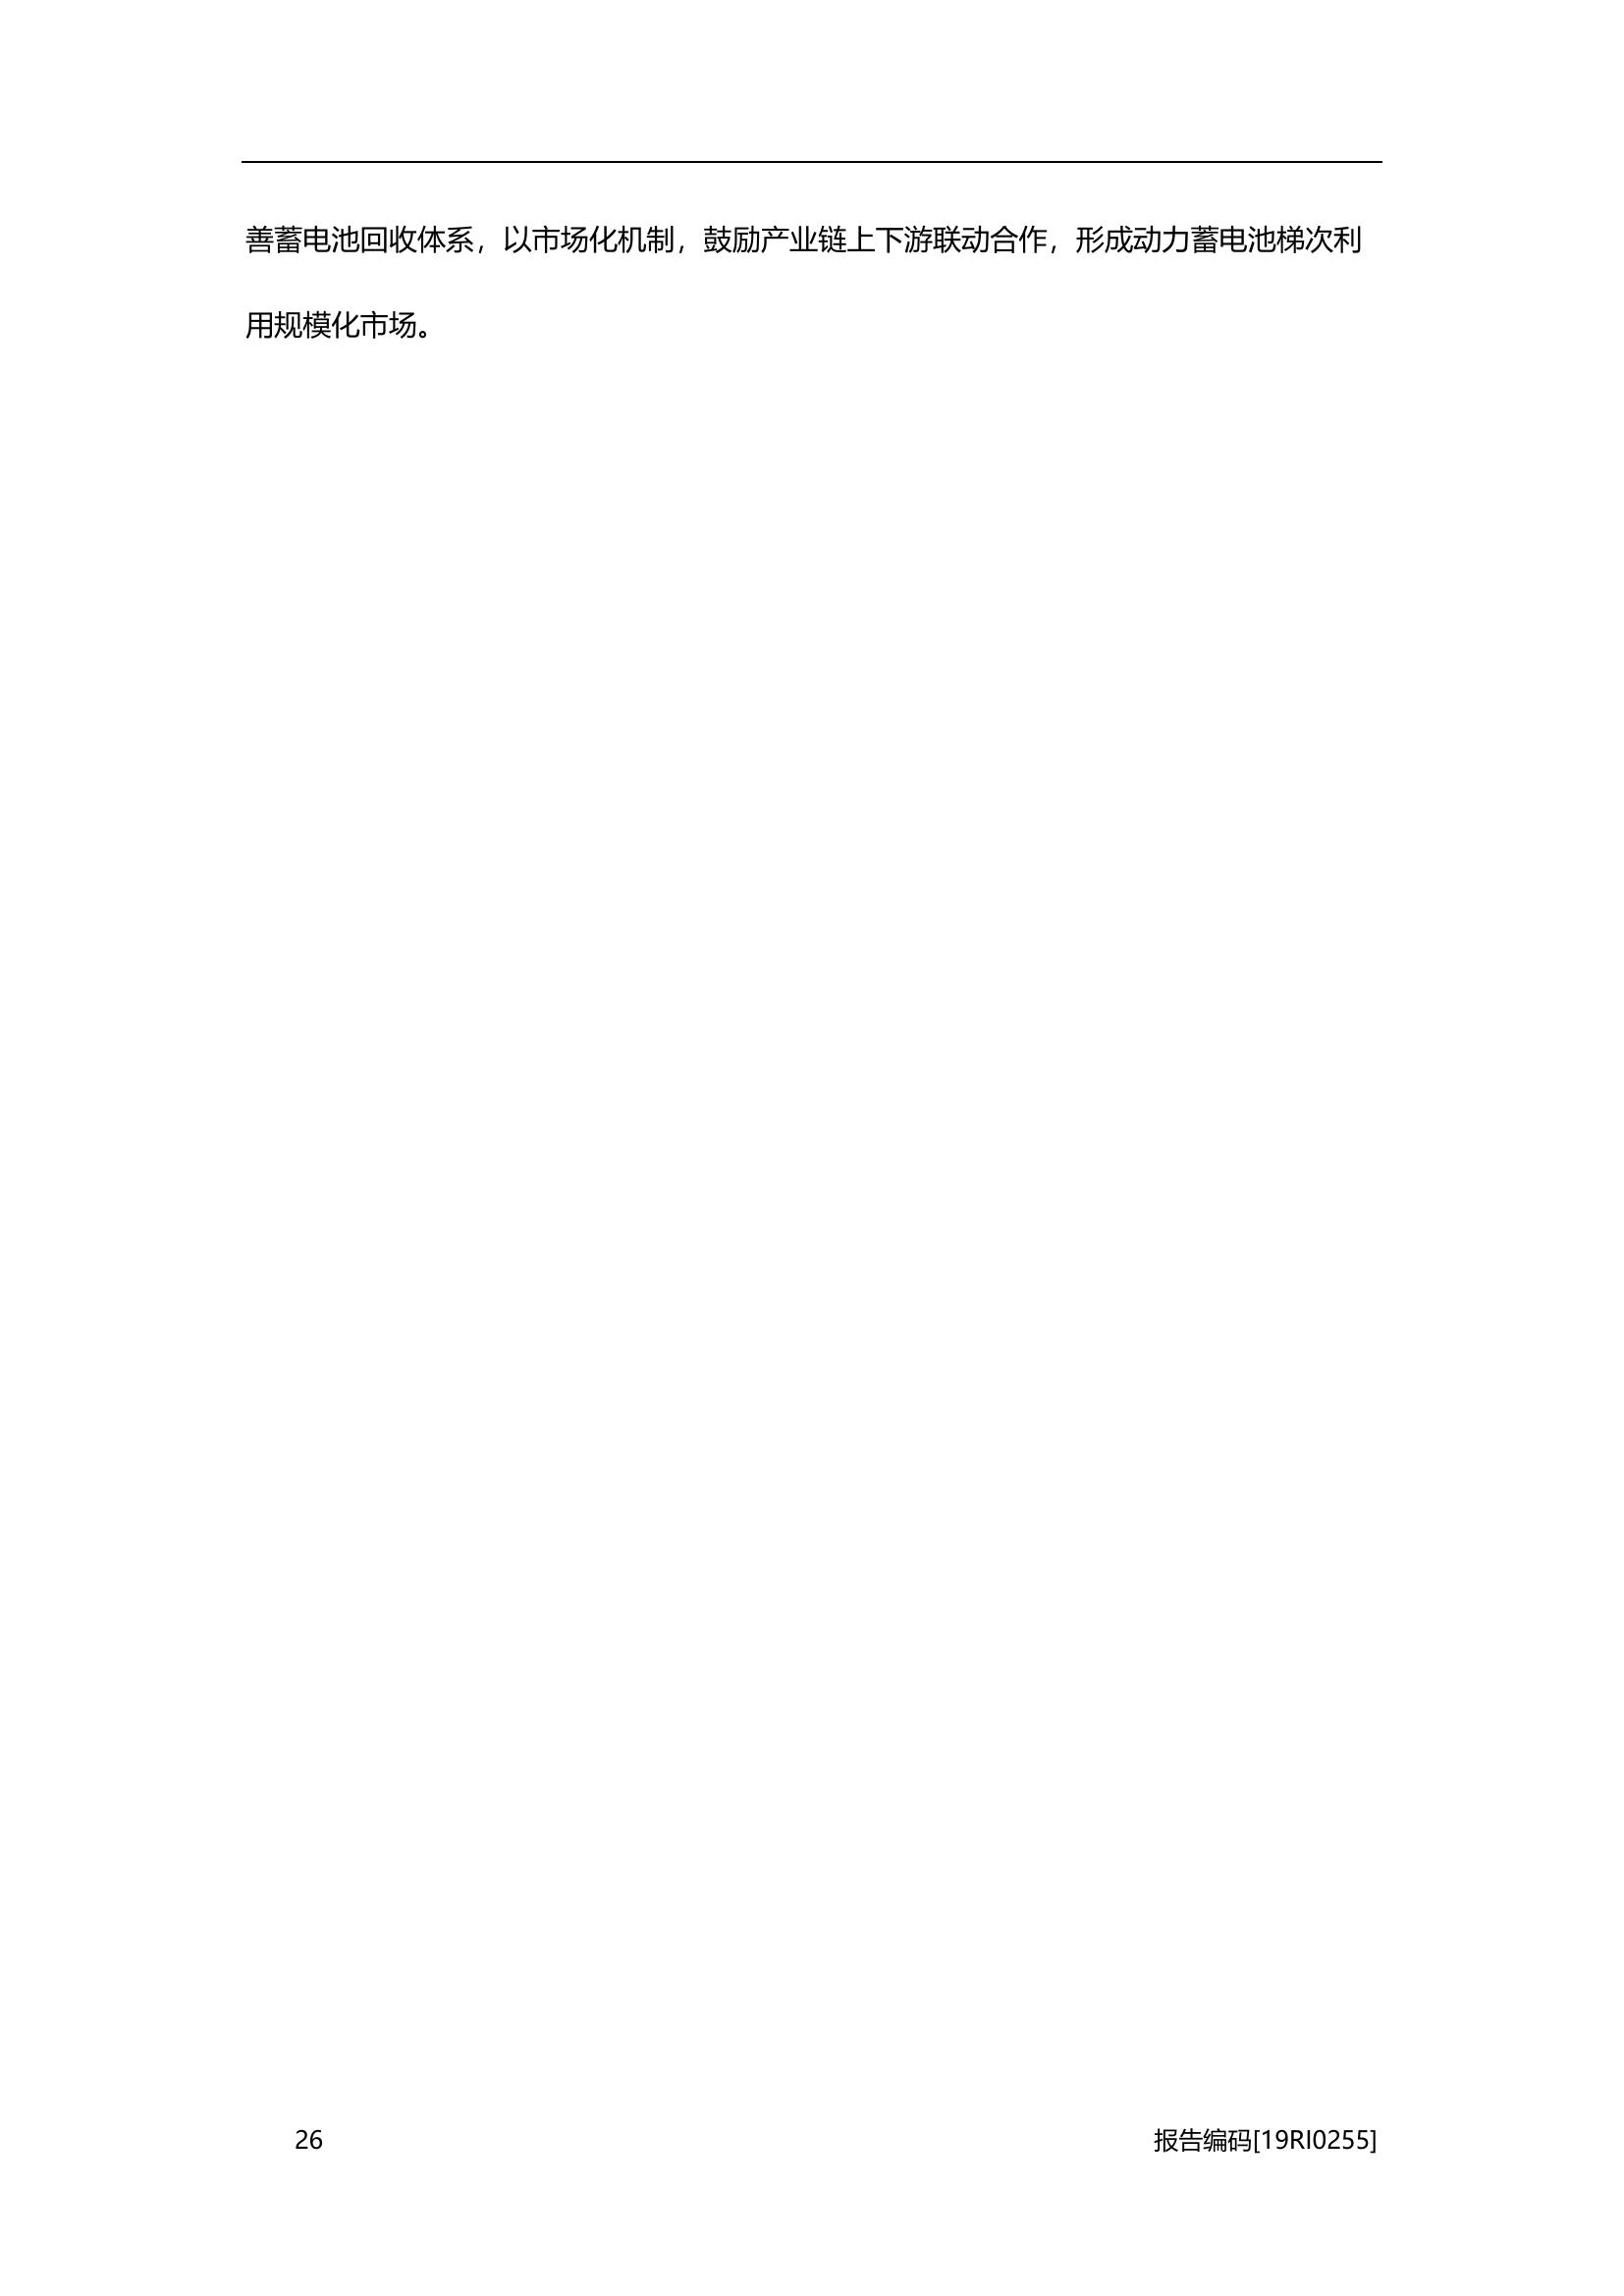 善蓄电池回收体系，以市场化机制，鼓励产业链上下游联动合作，形成动力蓄电池梯次利
用规模化市场。
26
报告编码[19RI0255]